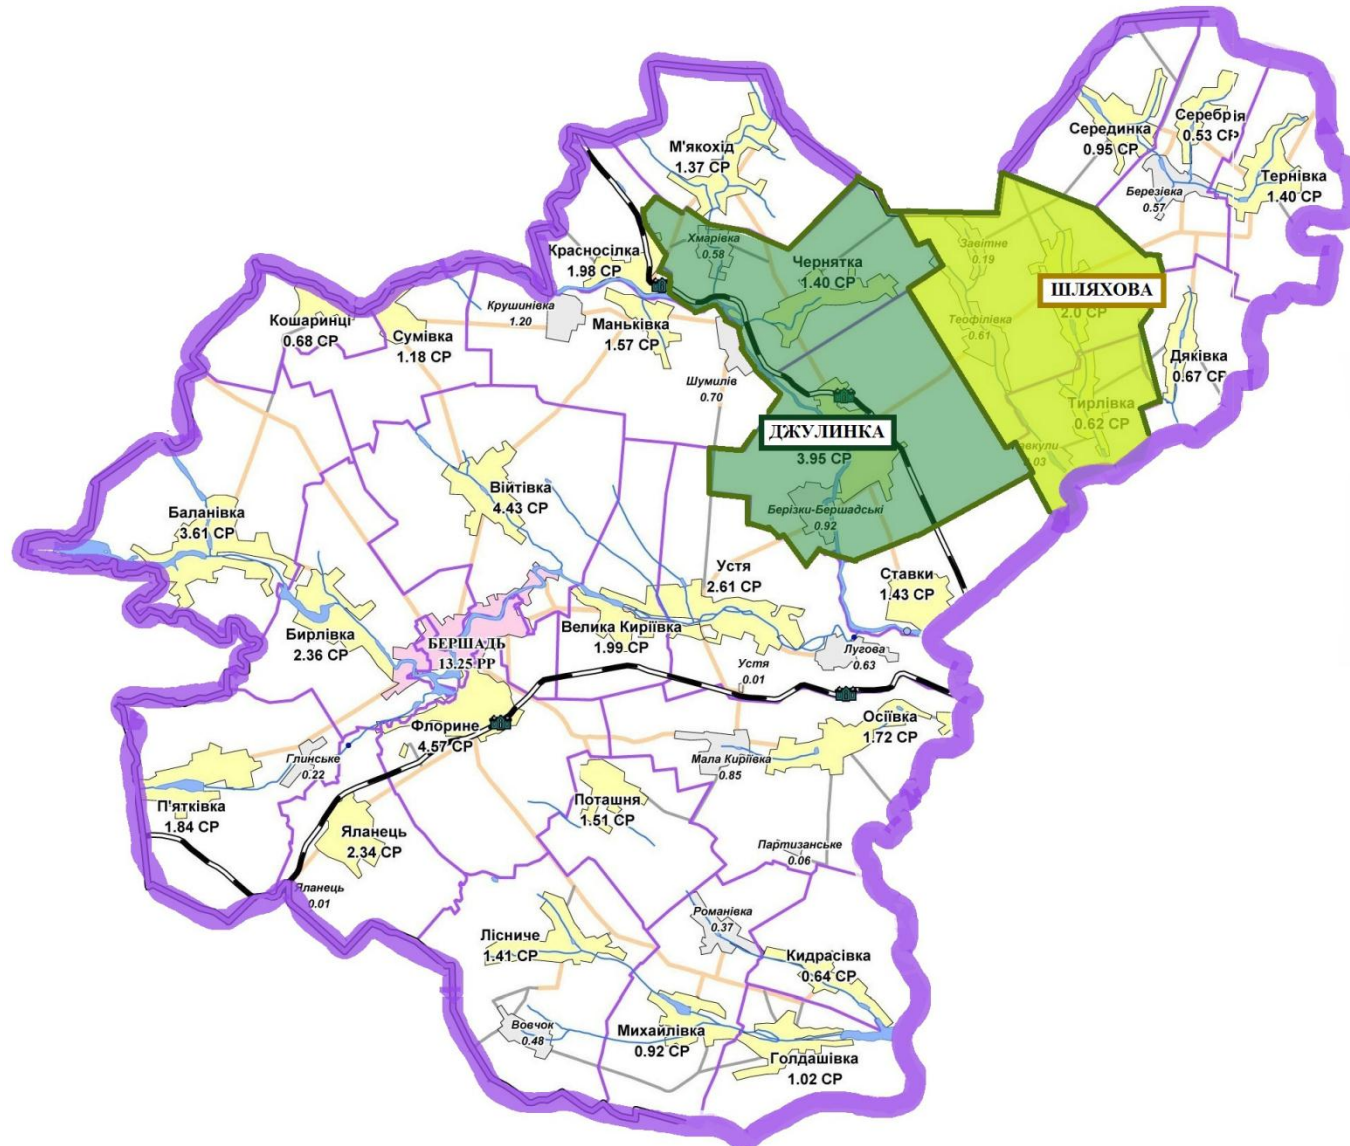 Серединка
0.95 СР
Серебрія
0.53 СР
Тернівка
1.40 СР
Березівка
0.57
М'якохід
1.37 СР
Хмарівка
0.58
Чернятка
1.40 СР
Завітне
0.19
ШЛЯХОВА
2.0 СР
Красносілка
1.98 СР
Крушинівка
1.20
Маньківка
1.57 СР
Кошаринці
0.68 СР
Сумівка
1.18 СР
Теофілівка
0.61
Дяківка
0.67 СР
Шумилів
0.70
Тирлівка
0.62 СР
ДЖУЛИНКА
3.95 СР
Берізки-Бершадські
0.92
Війтівка
4.43 СР
Баланівка
3.61 СР
Устя
2.61 СР
Ставки
1.43 СР
Велика Киріївка
1.99 СР
Бирлівка
2.36 СР
БЕРШАДЬ
13.25 РР
Лугова
0.63
Устя
0.01
Флорине
4.57 СР
Осіївка
1.72 СР
Глинське
0.22
Мала Киріївка
0.85
П'ятківка
1.84 СР
Поташня
1.51 СР
Яланець
2.34 СР
Партизанське
0.06
Яланець
0.01
Романівка
0.37
Лісниче
1.41 СР
Кидрасівка
0.64 СР
Вовчок
0.48
Михайлівка
0.92 СР
Голдашівка
1.02 СР